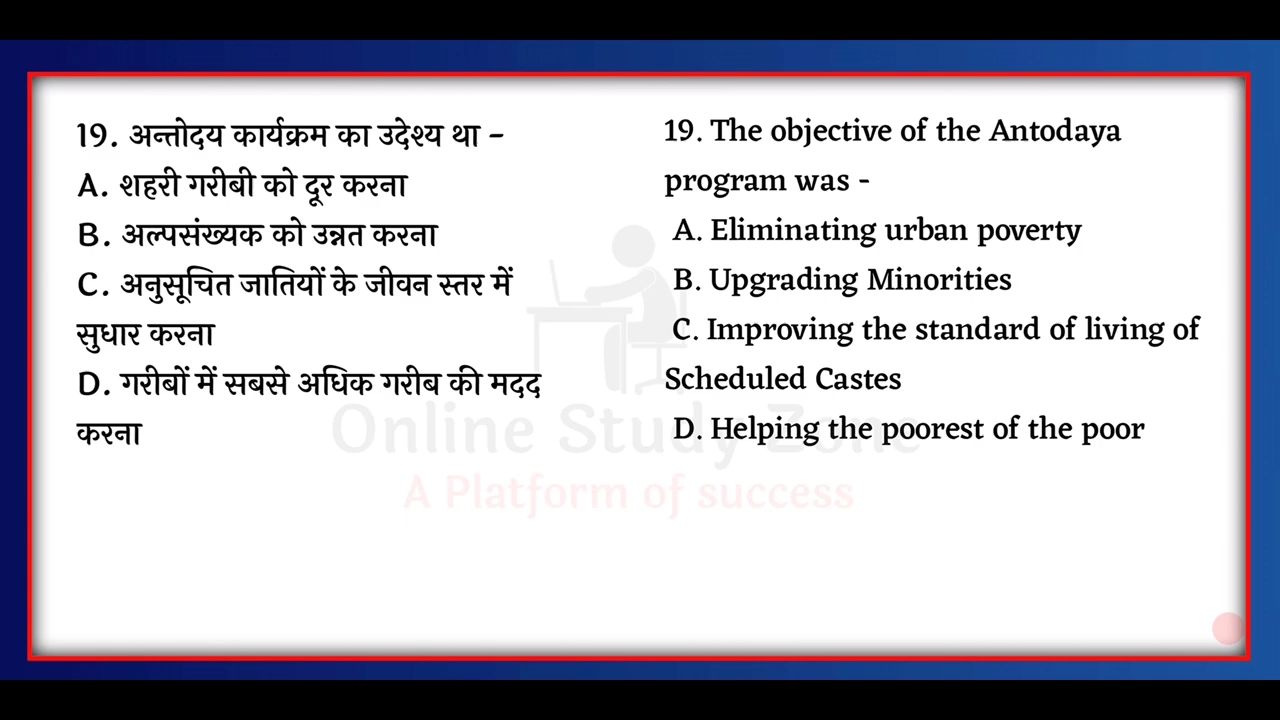 19. अन्तोदय कार्यक्रम का उदेश्य था -
A. शहरी गरीबी को दूर करना
B. अल्पसंख्यक को उन्नत करना
C. अनुसूचित जातियों के जीवन स्तर में
सुधार करना
D. गरीबों में सबसे अधिक गरीब की मदद
करना
19. The objective of the Antodaya
program was -
A. Eliminating urban poverty
B. Upgrading Minorities
C. Improving the standard of living of
Scheduled Castes
D. Helping the poorest of the poor
Online Study Zone
A Platform of success